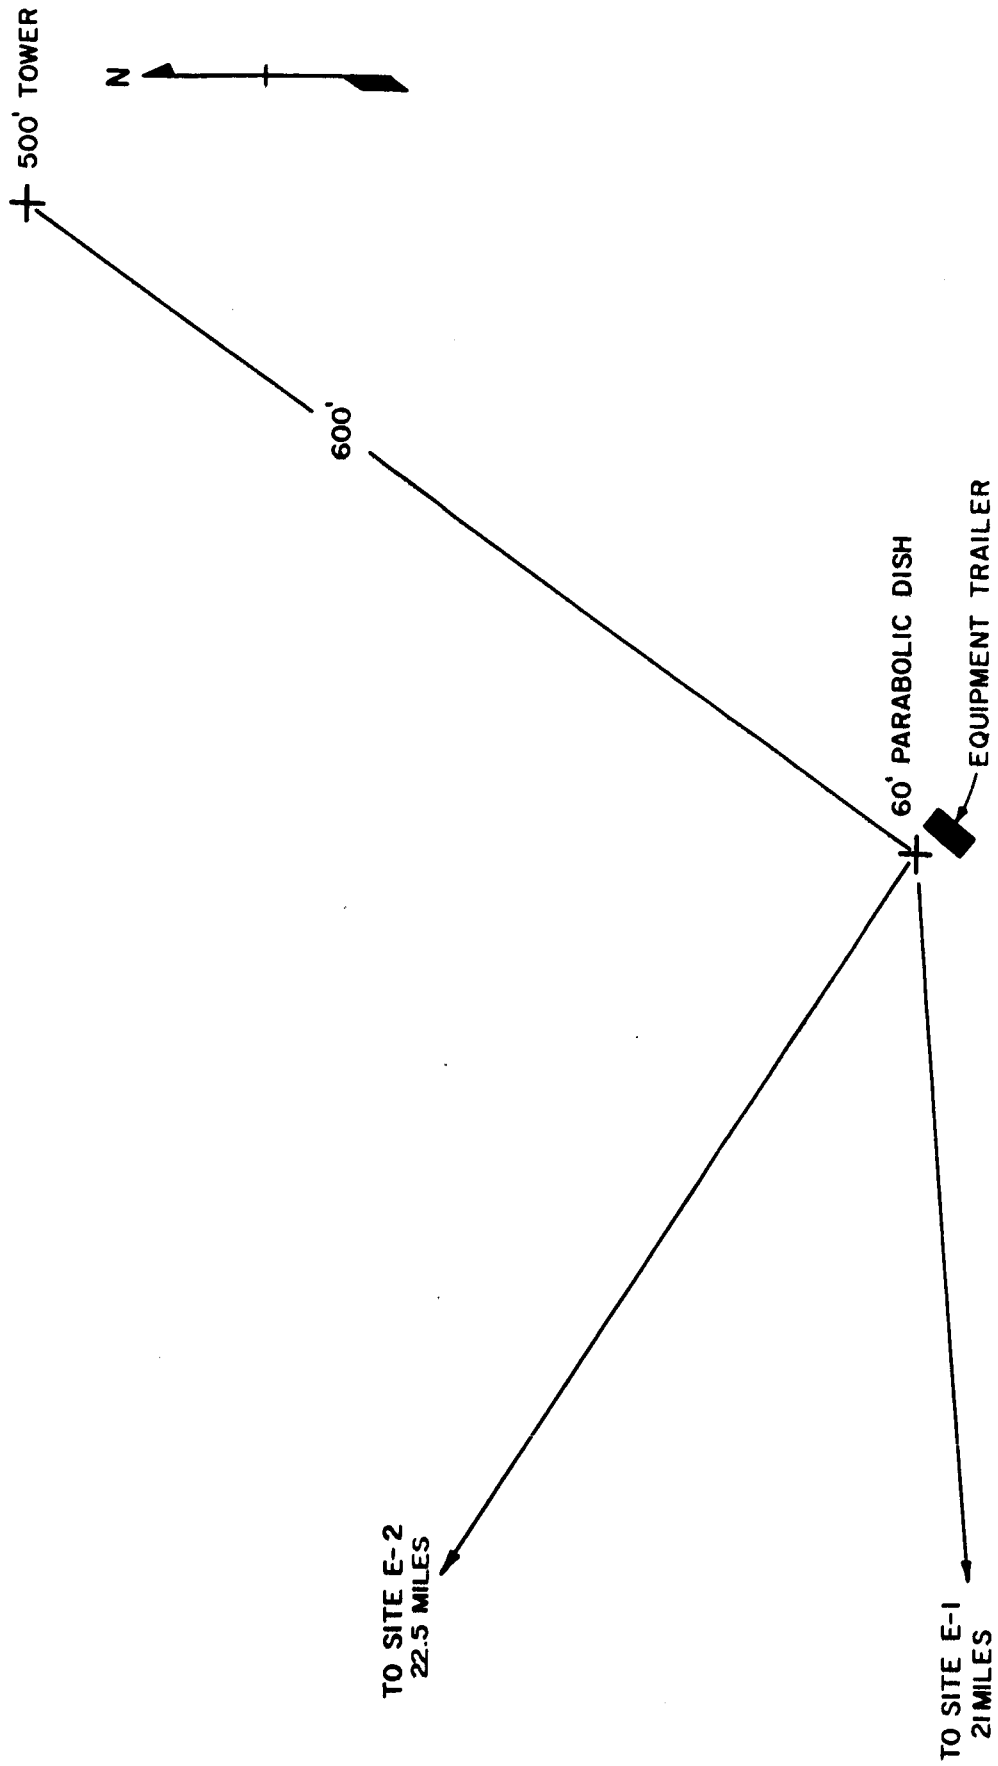 500' TOWER
N
600'
TO SITE E-2
22.5 MILES
60' PARABOLIC DISH
EQUIPMENT TRAILER
TO SITE E-1
21 MILES